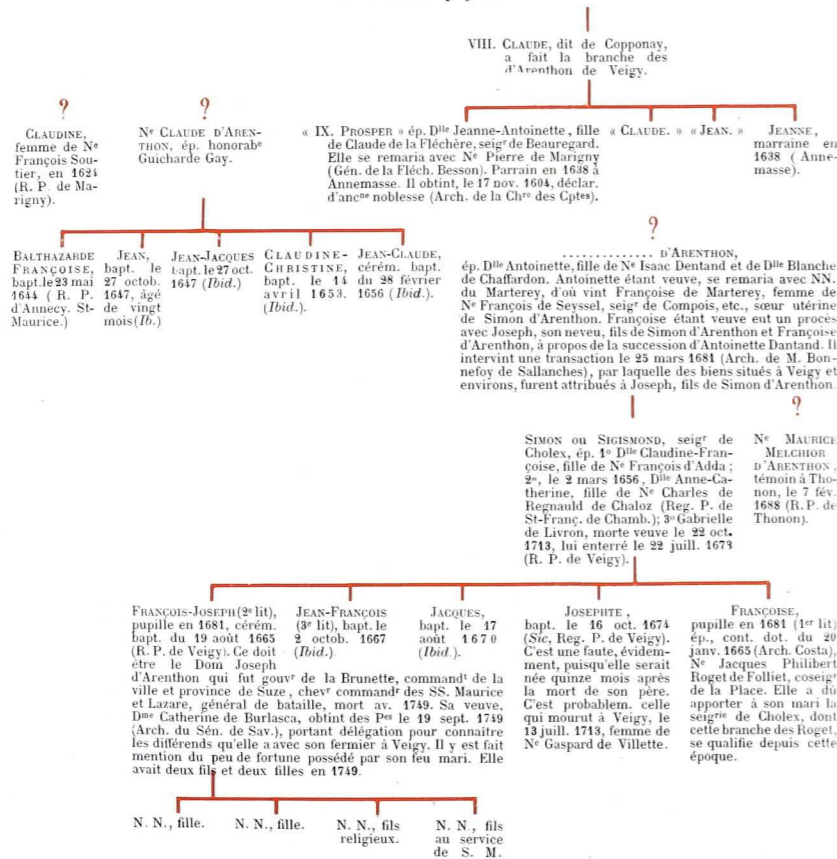 VIII. CLAUDE, dit de Copponay,
a fait la branche des
d'Arenthon de Veigy.
?
CLAUDINE,
femme de Nᵉ
François Sou-
tier, en 1624
(R. P. de Ma-
rigny).
?
Nᵉ CLAUDE D'AREN-
THON, ép. honorabᵉ
Guicharde Gay.
« IX. PROSPER » ép. Dˡˡᵉ Jeanne-Antoinette, fille
de Claude de la Fléchère, seigʳ de Beauregard.
Elle se remaria avec Nᵉ Pierre de Marigny
(Gén. de la Fléch. Besson). Parrain en 1638 à
Annemasse. Il obtint, le 17 nov. 1604, déclar.
d'ancⁿᵉ noblesse (Arch. de la Chʳᵉ des Cptᵉˢ).
« CLAUDE. »
« JEAN. »
JEANNE,
marraine en
1638 (Anne-
masse).
BALTHAZARDE
FRANÇOISE,
bapt. le 23 mai
1644 (R. P.
d'Annecy. St-
Maurice.)
JEAN,
bapt. le
27 octob.
1647, âgé
de vingt
mois (Ib.)
JEAN-JACQUES
bapt. le 27 oct.
1647 (Ibid.)
CLAUDINE-
CHRISTINE,
bapt. le 14
avril 1653.
(Ibid.).
JEAN-CLAUDE,
cérém. bapt.
du 28 février
1656 (Ibid.).
?
.............. D'ARENTHON,
ép. Dˡˡᵉ Antoinette, fille de Nᵉ Isaac Dentand et de Dˡˡᵉ Blanche
de Chaffardon. Antoinette étant veuve, se remaria avec NN.
du Marterey, d'où vint Françoise de Marterey, femme de
Nᵉ François de Seyssel, seigʳ de Compois, etc., sœur utérine
de Simon d'Arenthon. Françoise étant veuve eut un procès
avec Joseph, son neveu, fils de Simon d'Arenthon et Françoise
d'Arenthon, à propos de la succession d'Antoinette Dantand. Il
intervint une transaction le 25 mars 1681 (Arch. de M. Bon-
nefoy de Sallanches), par laquelle des biens situés à Veigy et
environs, furent attribués à Joseph, fils de Simon d'Arenthon.
SIMON ou SIGISMOND, seigʳ de
Cholex, ép. 1º Dˡˡᵉ Claudine-Fran-
çoise, fille de Nᵉ François d'Adda ;
2º, le 2 mars 1656, Dˡˡᵉ Anne-Ca-
therine, fille de Nᵉ Charles de
Regnauld de Chaloz (Reg. P. de
St-Franç. de Chamb.); 3º Gabrielle
de Livron, morte veuve le 22 oct.
1713, lui enterré le 22 juill. 1673
(R. P. de Veigy).
?
Nᵉ MAURICE
MELCHIOR
D'ARENTHON,
témoin à Tho-
non, le 7 fév.
1688 (R. P. de
Thonon).
FRANÇOIS-JOSEPH (2ᵉ lit),
pupille en 1681, cérém.
bapt. du 19 août 1665
(R. P. de Veigy). Ce doit
être le Dom Joseph
d'Arenthon qui fut gouvʳ de la Brunette, commandᵗ de la
ville et province de Suze, chevʳ commandʳ des SS. Maurice
et Lazare, général de bataille, mort av. 1749. Sa veuve,
Dᵐᵉ Catherine de Burlasca, obtint des Pᵉˢ le 19 sept. 1749
(Arch. du Sén. de Sav.), portant délégation pour connaitre
les différents qu'elle a avec son fermier à Veigy. Il y est fait
mention du peu de fortune possédé par son feu mari. Elle
avait deux fils et deux filles en 1749.
JEAN-FRANÇOIS
(3ᵉ lit), bapt. le
2 octob. 1667
(Ibid.).
JACQUES,
bapt. le 17
août 1670
(Ibid.).
JOSEPHTE,
bapt. le 16 oct. 1674
(Sic, Reg. P. de Veigy).
C'est une faute, évidem-
ment, puisqu'elle serait
née quinze mois après
la mort de son père.
C'est probablem. celle
qui mourut à Veigy, le
13 juill. 1713, femme de
Nᵉ Gaspard de Villette.
FRANÇOISE,
pupille en 1681 (1ᵉʳ lit)
ép., cont. dot. du 20
janv. 1665 (Arch. Costa),
Nᵉ Jacques Philibert
Roget de Folliet, coseigʳ
de la Place. Elle a dû
apporter à son mari la
seigʳⁱᵉ de Cholex, dont
cette branche des Roget,
se qualifie depuis cette
époque.
N. N., fille.
N. N., fille.
N. N., fils
religieux.
N. N., fils
au service
de S. M.